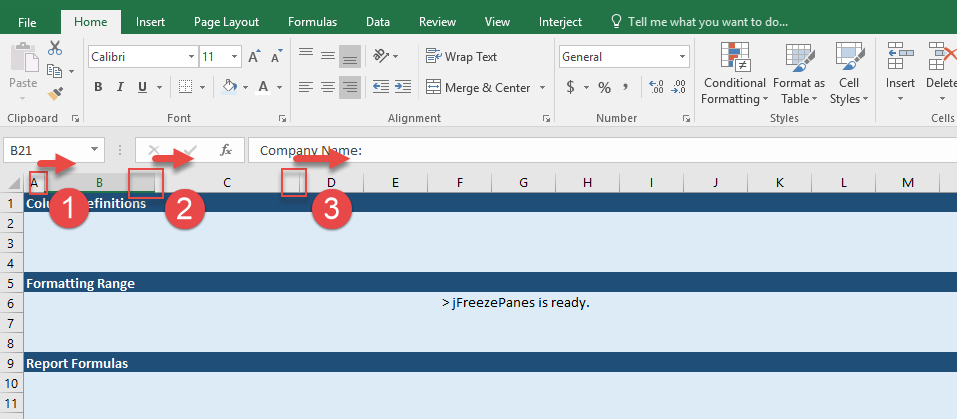 File Home Insert Page Layout Formulas Data Review View Interject Tell me what you want to do...
Paste Calibri 11 A A Wrap Text General Conditional Formatting Format as Table Cell Styles Insert Delete
B I U A Merge & Center $ % , .00 .0
Clipboard Font Alignment Number Styles Cells
B21 fx Company Name:
A B C D E F G H I J K L M
1 2 3
1 Colu efinitions
2
3
4
5 Formatting Range
6 > jFreezePanes is ready.
7
8
9 Report Formulas
10
11